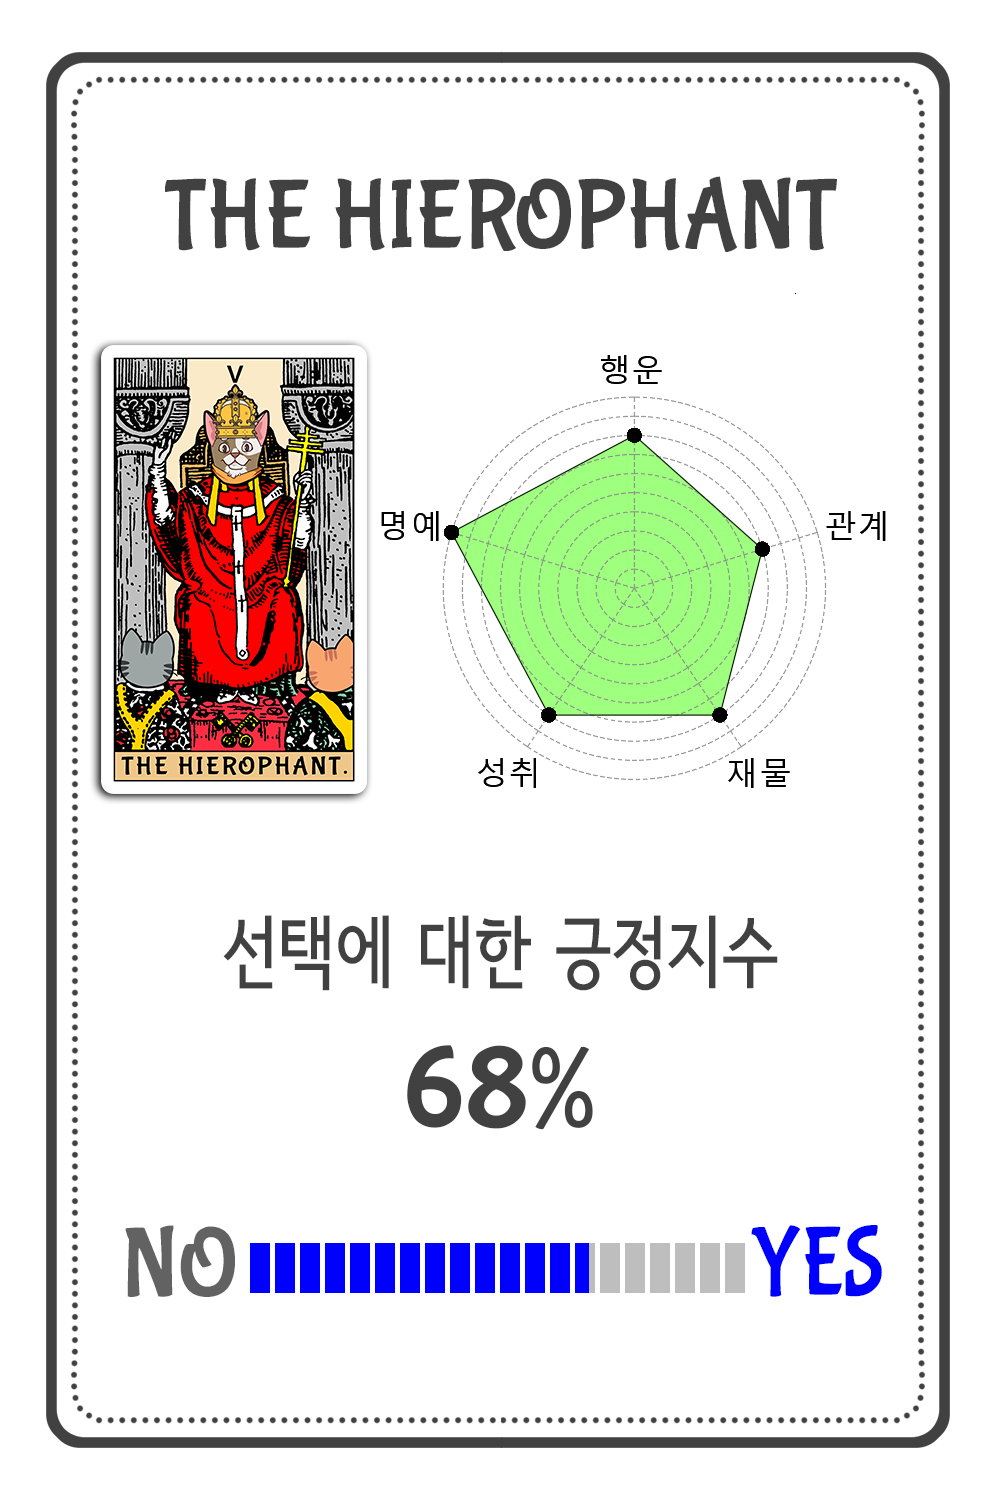 THE HIEROPHANT
V
THE HIEROPHANT.
행운
명예
관계
성취
재물
선택에 대한 긍정지수
68%
NO YES